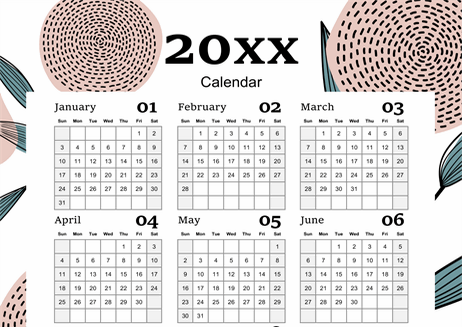 20xx
Calendar
January 01
Sun Mon Tue Wed Thu Fri Sat
1 2
3 4 5 6 7 8 9
10 11 12 13 14 15 16
17 18 19 20 21 22 23
24 25 26 27 28 29 30
31
February 02
Sun Mon Tue Wed Thu Fri Sat
1 2 3 4 5 6
7 8 9 10 11 12 13
14 15 16 17 18 19 20
21 22 23 24 25 26 27
28
March 03
Sun Mon Tue Wed Thu Fri Sat
1 2 3 4 5 6
7 8 9 10 11 12 13
14 15 16 17 18 19 20
21 22 23 24 25 26 27
28 29 30 31
April 04
Sun Mon Tue Wed Thu Fri Sat
1 2 3
4 5 6 7 8 9 10
11 12 13 14 15 16 17
18 19 20 21 22 23 24
25 26 27 28 29 30
May 05
Sun Mon Tue Wed Thu Fri Sat
1
2 3 4 5 6 7 8
9 10 11 12 13 14 15
16 17 18 19 20 21 22
23 24 25 26 27 28 29
30 31
June 06
Sun Mon Tue Wed Thu Fri Sat
1 2 3 4 5
6 7 8 9 10 11 12
13 14 15 16 17 18 19
20 21 22 23 24 25 26
27 28 29 30